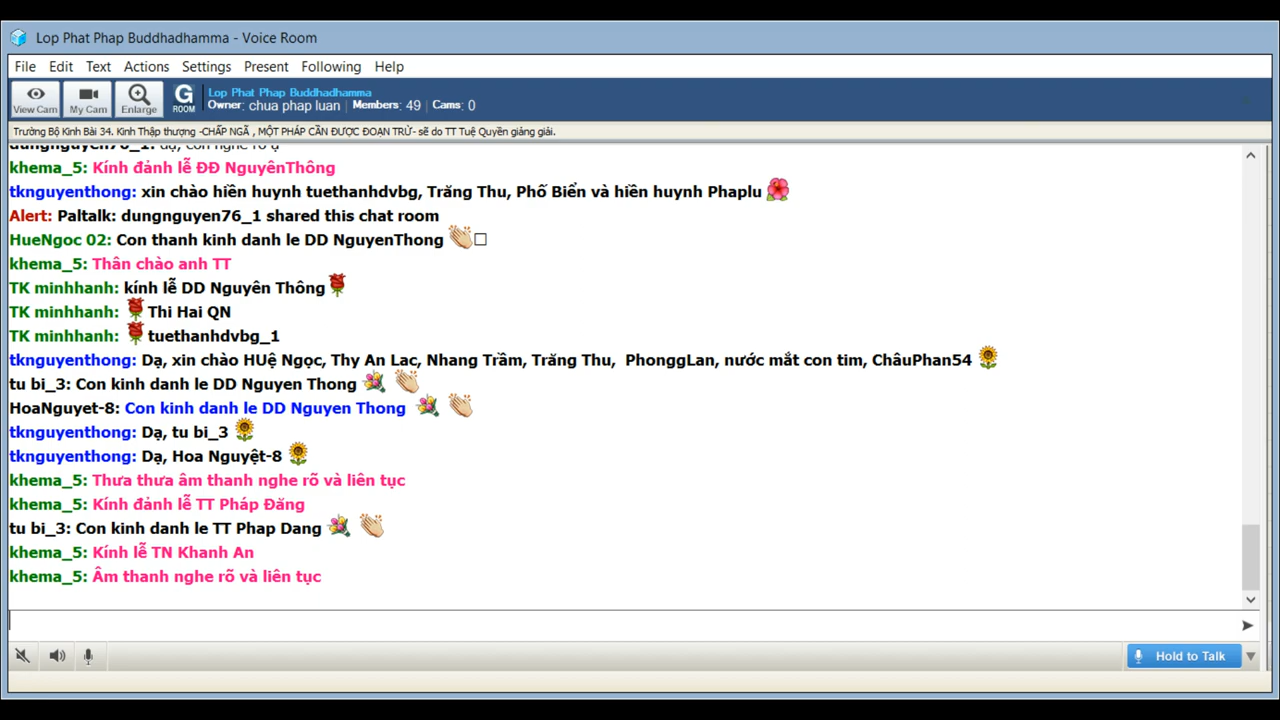 Lop Phat Phap Buddhadhamma - Voice Room
File Edit Text Actions Settings Present Following Help
View Cam My Cam Enlarge G ROOM Lop Phat Phap Buddhadhamma
Owner: chua phap luan | Members: 49 | Cams: 0
Trường Bộ Kinh Bài 34. Kinh Thập thượng -CHẤP NGÃ , MỘT PHÁP CẦN ĐƯỢC ĐOẠN TRỪ- sẽ do TT Tuệ Quyền giảng giải.
dungnguyen76_1: dạ, con nghe rõ ạ
khema_5: Kính đảnh lễ ĐĐ NguyênThông
tknguyenthong: xin chào hiền huynh tuethanhdvbg, Trăng Thu, Phố Biển và hiền huynh Phaplu
Alert: Paltalk: dungnguyen76_1 shared this chat room
HueNgoc 02: Con thanh kinh danh le DD NguyenThong
khema_5: Thân chào anh TT
TK minhhanh: kính lễ DD Nguyên Thông
TK minhhanh: Thi Hai QN
TK minhhanh: tuethanhdvbg_1
tknguyenthong: Dạ, xin chào HUệ Ngọc, Thy An Lac, Nhang Trầm, Trăng Thu, PhonggLan, nước mắt con tim, ChâuPhan54
tu bi_3: Con kinh danh le DD Nguyen Thong
HoaNguyet-8: Con kinh danh le DD Nguyen Thong
tknguyenthong: Dạ, tu bi_3
tknguyenthong: Dạ, Hoa Nguyệt-8
khema_5: Thưa thưa âm thanh nghe rõ và liên tục
khema_5: Kính đảnh lễ TT Pháp Đăng
tu bi_3: Con kinh danh le TT Phap Dang
khema_5: Kính lễ TN Khanh An
khema_5: Âm thanh nghe rõ và liên tục
Hold to Talk